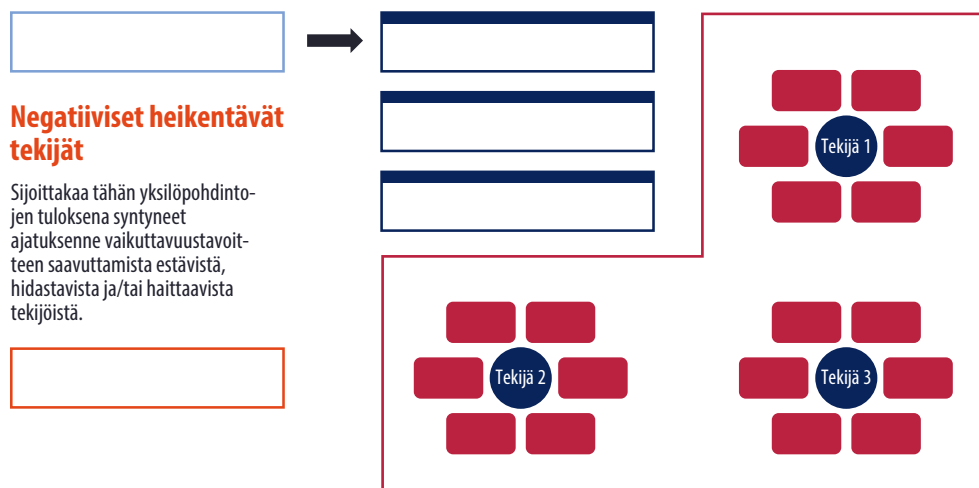 Negatiiviset heikentävät
tekijät
Sijoittakaa tähän yksilöpohdinto-
jen tuloksena syntyneet
ajatuksenne vaikuttavuustavoit-
teen saavuttamista estävistä,
hidastavista ja/tai haittaavista
tekijöistä.
Tekijä 1
Tekijä 2
Tekijä 3